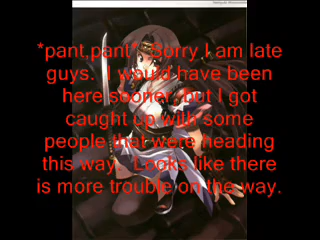 *pant,pant* Sorry I am late
guys. I would have been
here sooner, but I got
caught up with some
people that were heading
this way. Looks like there
is more trouble on the way.